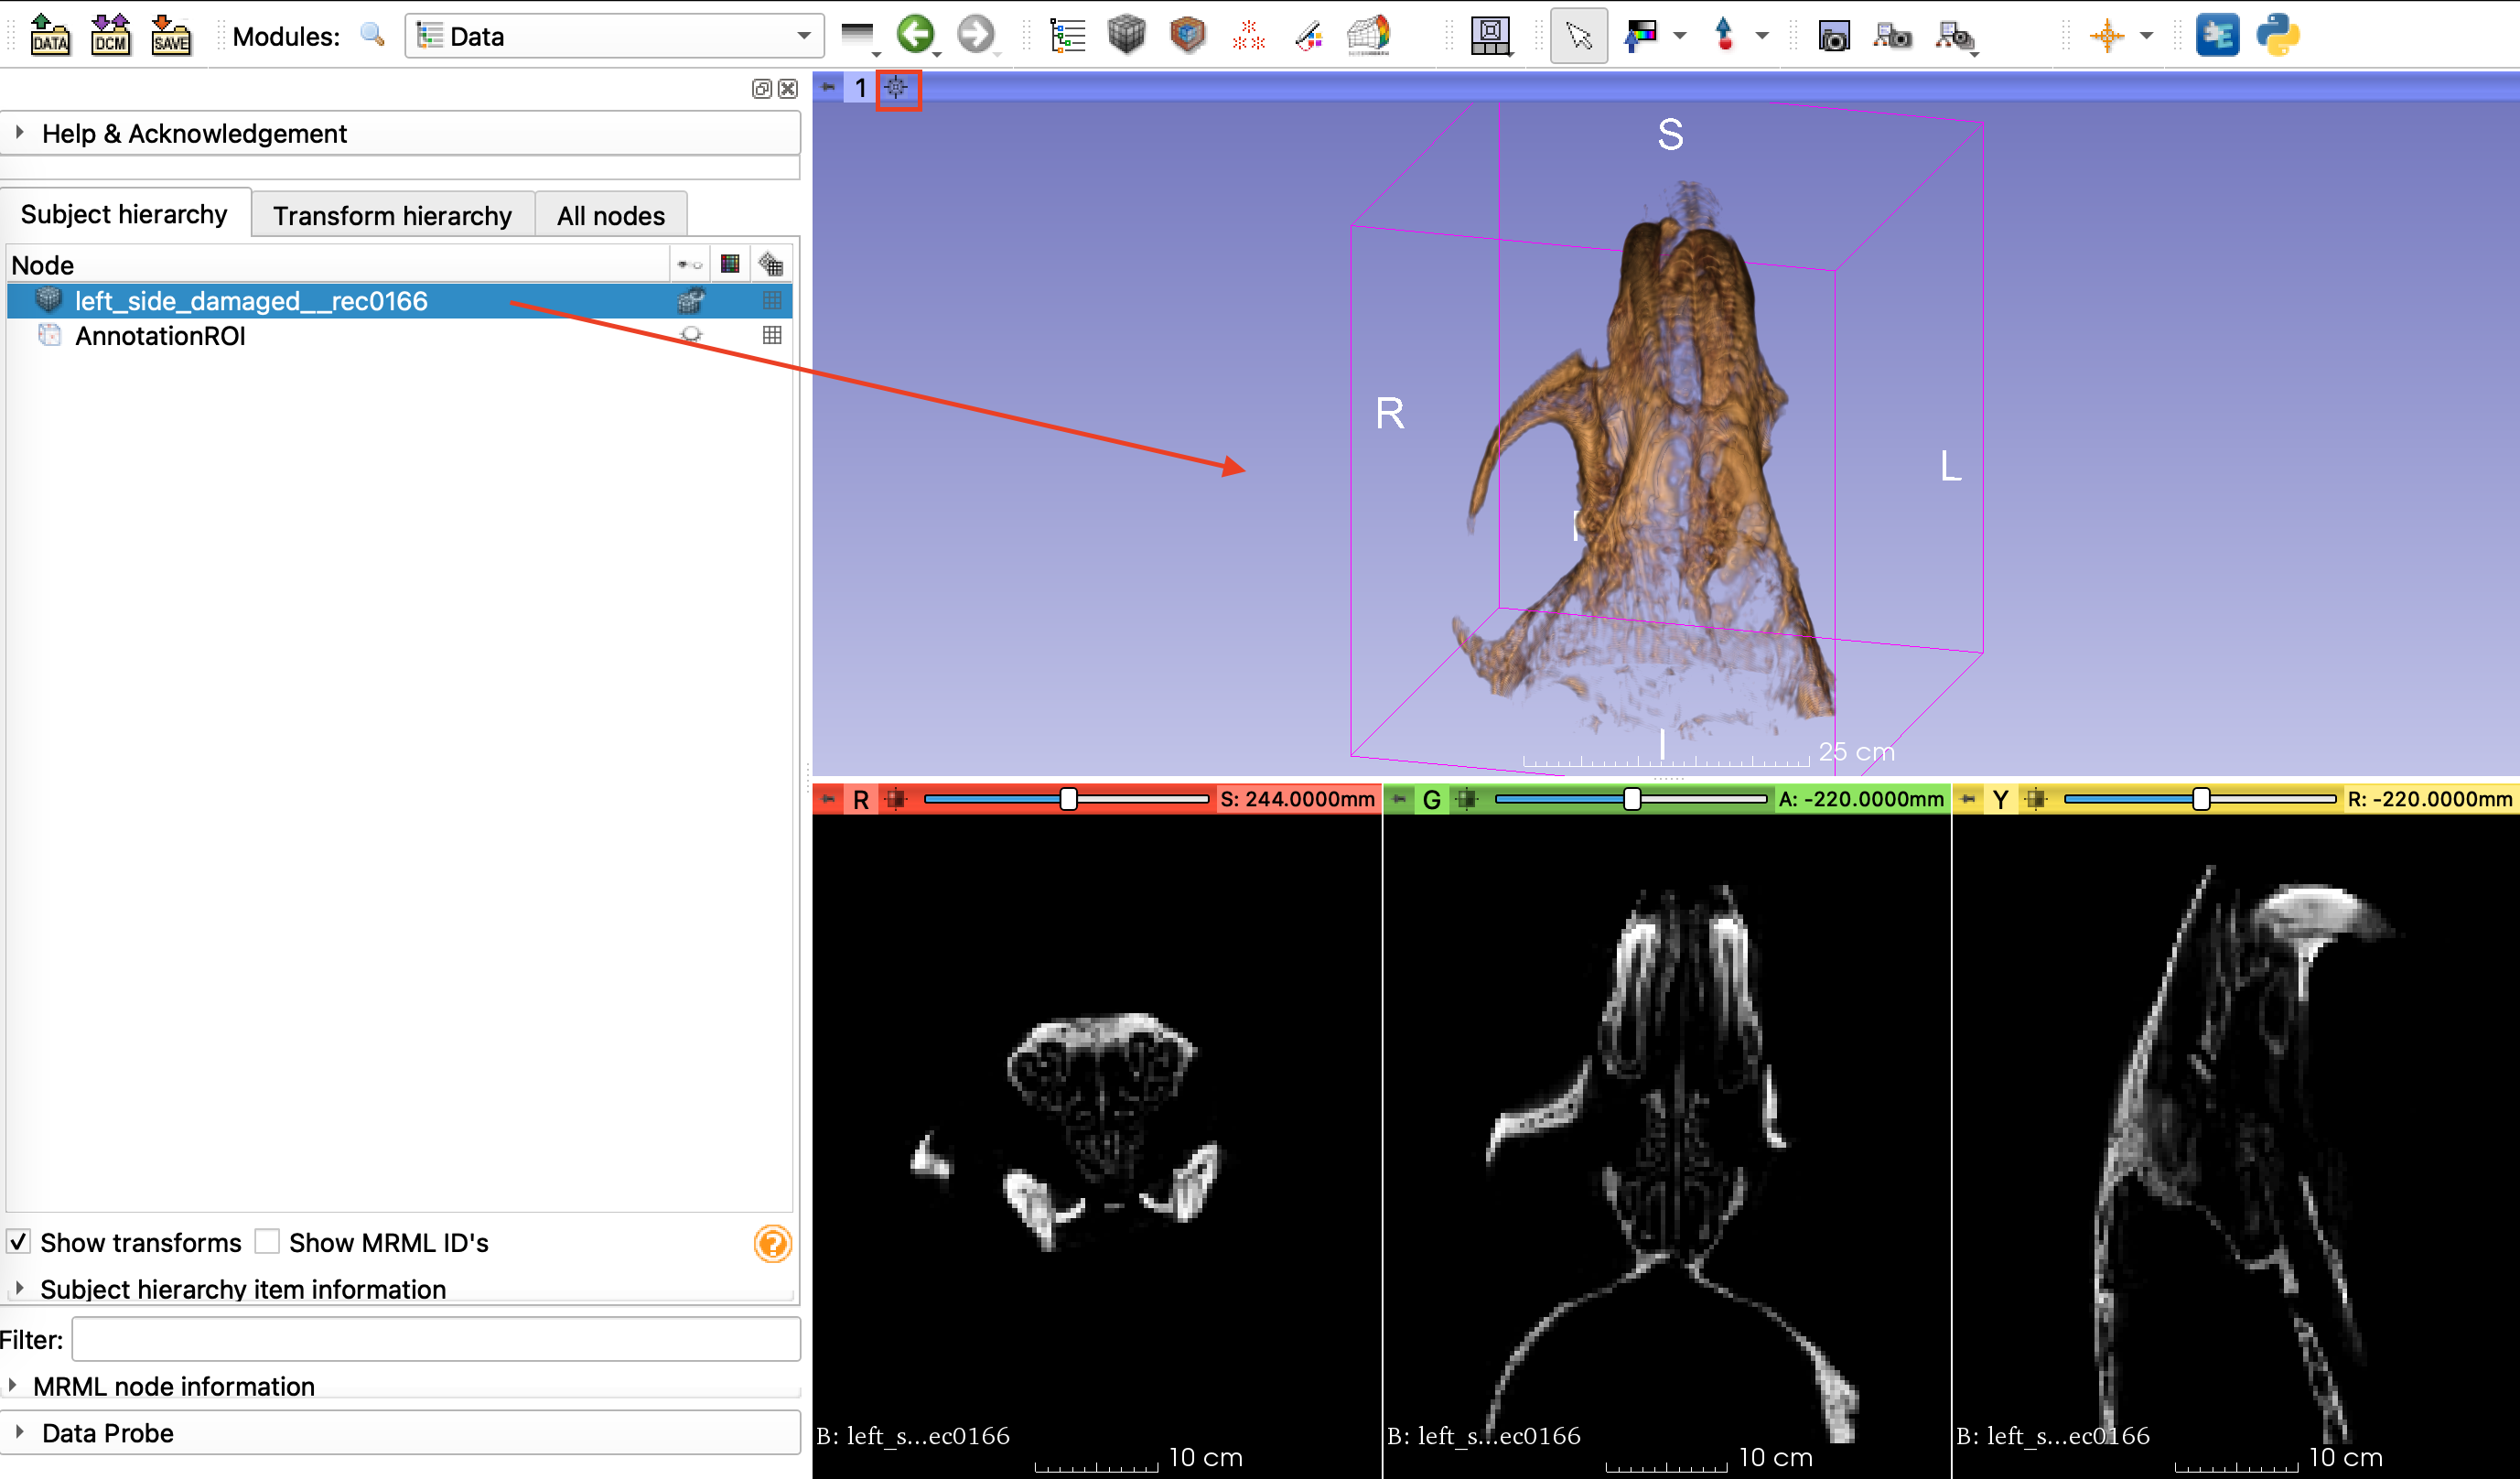 DATA DCM SAVE Modules: Data
1
Help & Acknowledgement
Subject hierarchy Transform hierarchy All nodes
Node
left_side_damaged__rec0166
AnnotationROI
S
R
L
I
25 cm
R S: 244.0000mm
G A: -220.0000mm
Y R: -220.0000mm
B: left_s...ec0166
10 cm
B: left_s...ec0166
10 cm
B: left_s...ec0166
10 cm
Show transforms Show MRML ID's
Subject hierarchy item information
Filter:
MRML node information
Data Probe